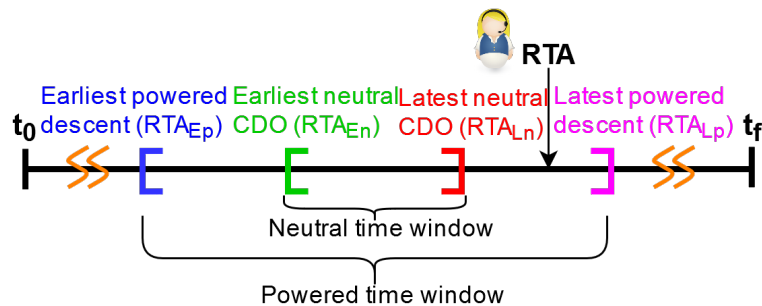 RTA
Earliest powered
descent (RTAEp)
Earliest neutral
CDO (RTAEn)
Latest neutral
CDO (RTALn)
Latest powered
descent (RTALp)
t0
tf
Neutral time window
Powered time window